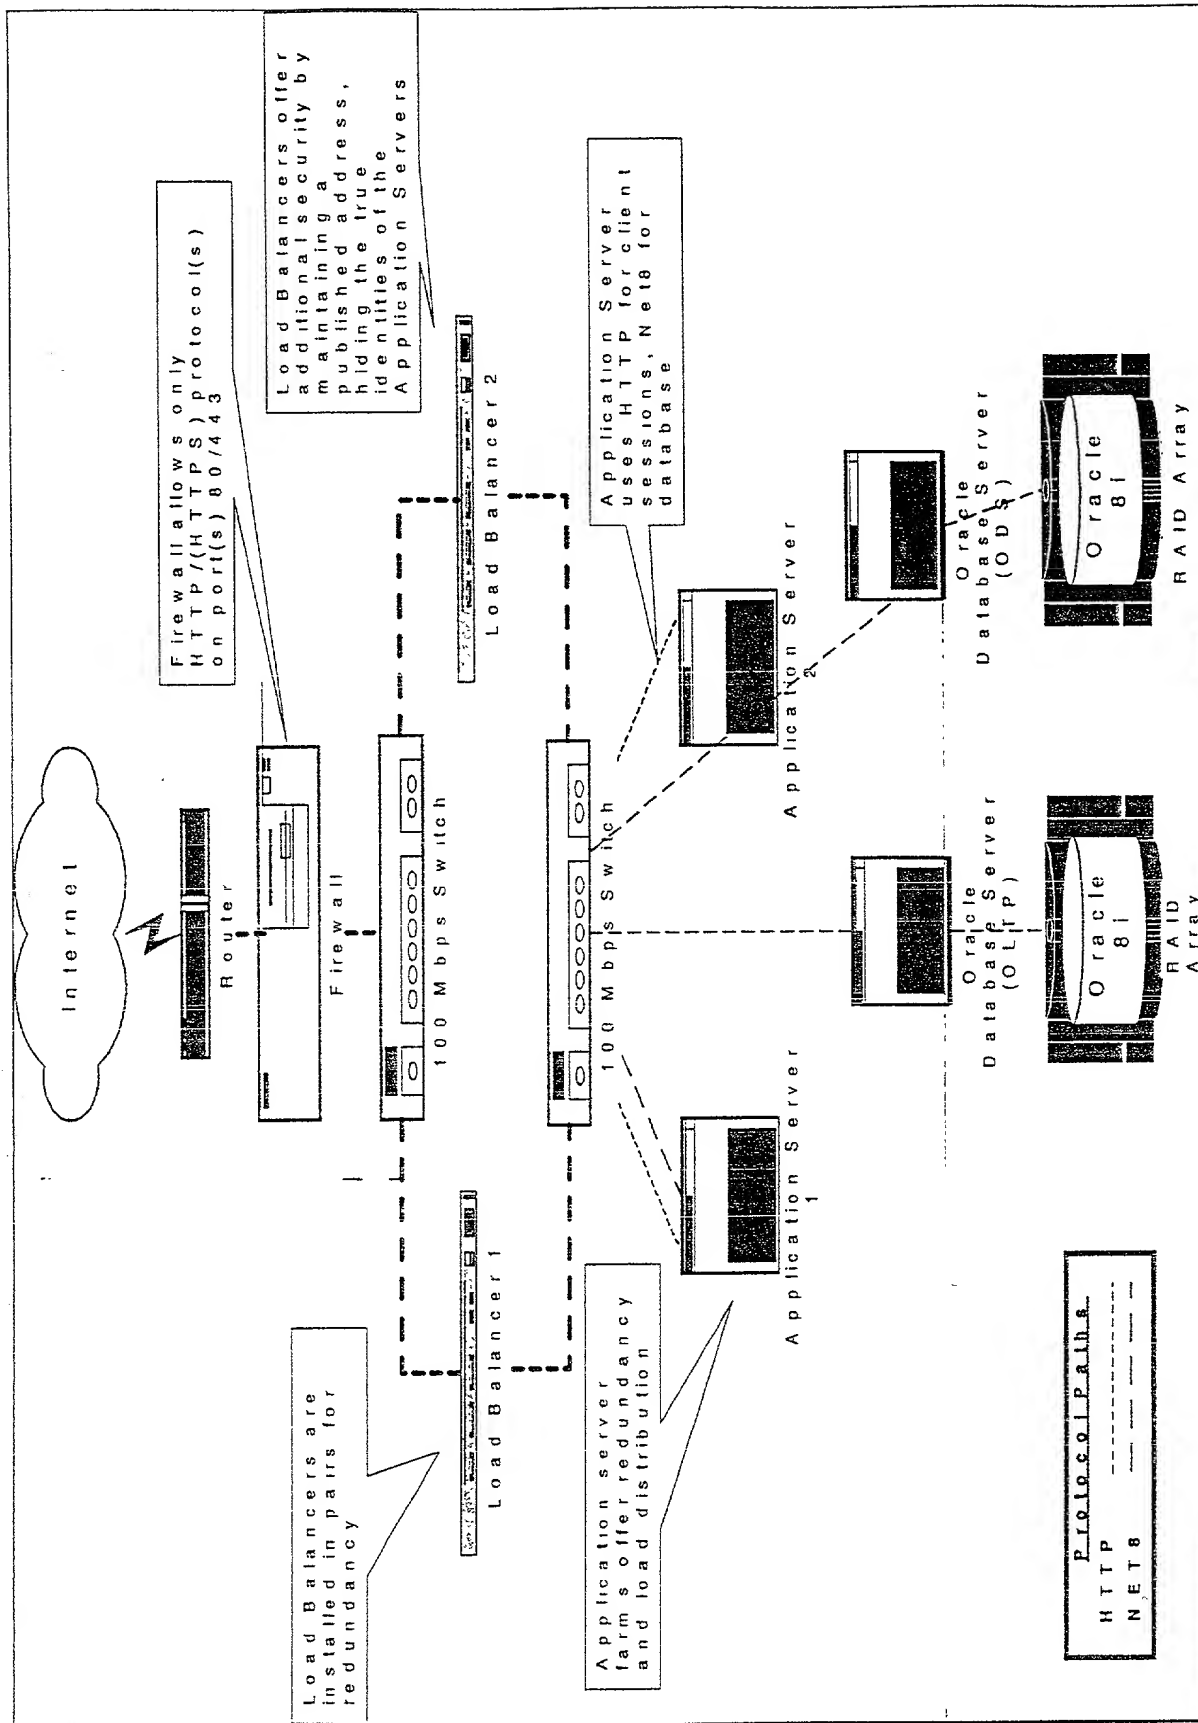 Internet
Router
Firewall allows only
HTTP/(HTTPS) protocol(s)
on port(s) 80/443
Firewall
Load Balancers offer
additional security by
maintaining a
published address,
hiding the true
identities of the
Application Servers
100 Mbps Switch
Load Balancers are
installed in pairs for
redundancy
Load Balancer 1
Load Balancer 2
100 Mbps Switch
Application server
farms offer redundancy
and load distribution
Application Server
uses HTTP for client
sessions, Net8 for
database
Application Server
1
Application Server
2
Oracle
Database Server
(OLTP)
Oracle
Database Server
(ODS)
Oracle
8i
RAID
Array
Oracle
8i
RAID Array
Protocol Paths
HTTP
NET8